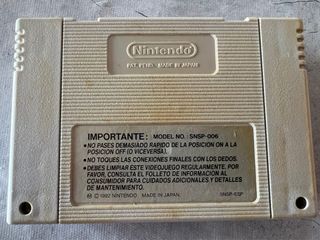 Nintendo
PAT. PEND. MADE IN JAPAN
IMPORTANTE: MODEL NO.: SNSP-006
•NO PASES DEMASIADO RAPIDO DE LA POSICION ON A LA
POSICION OFF (O VICEVERSA).
•NO TOQUES LAS CONEXIONES FINALES CON LOS DEDOS.
•DEBES LIMPIAR ESTE VIDEOJUEGO REGULARMENTE. POR
FAVOR, CONSULTA EL FOLLETO DE INFORMACION AL
CONSUMIDOR PARA CUIDADOS ADICIONALES Y DETALLES
DE MANTENIMIENTO.
© 1992 NINTENDO MADE IN JAPAN. SNSP-ESP